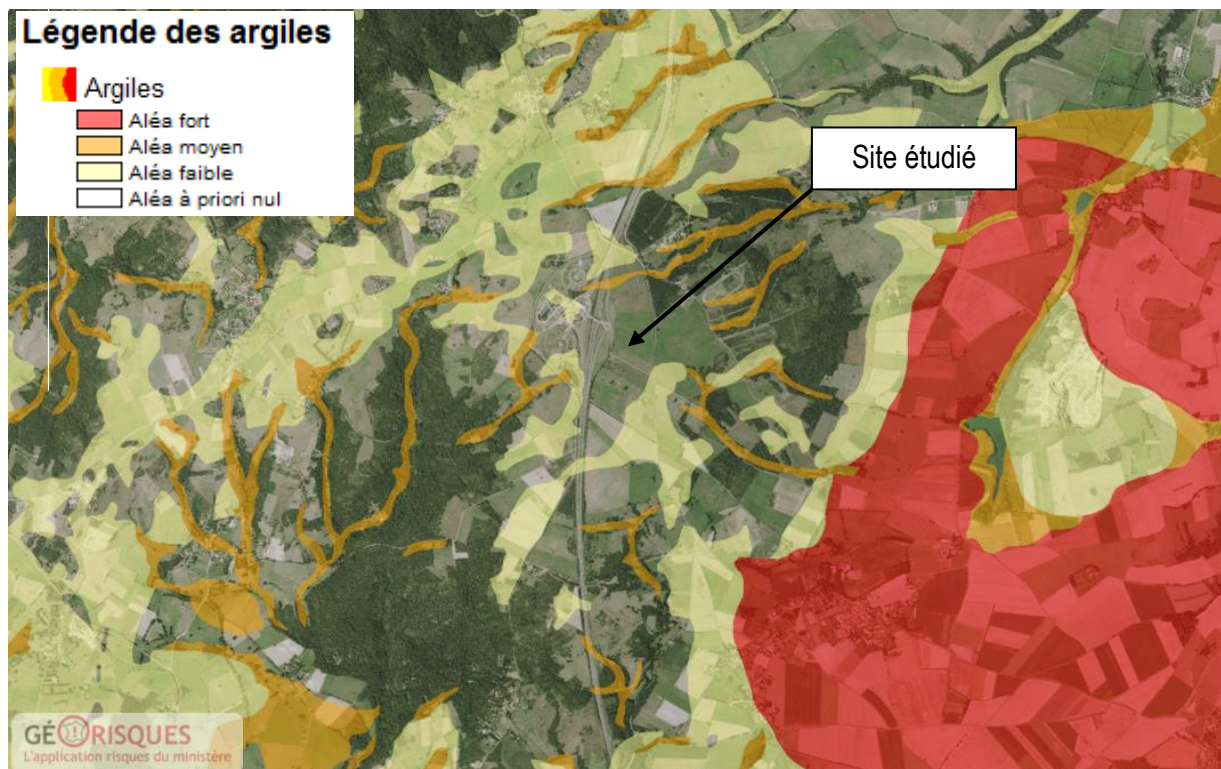 Légende des argiles
Argiles
Aléa fort
Aléa moyen
Aléa faible
Aléa à priori nul
Site étudié
GÉORISQUES
L'application risques du ministère